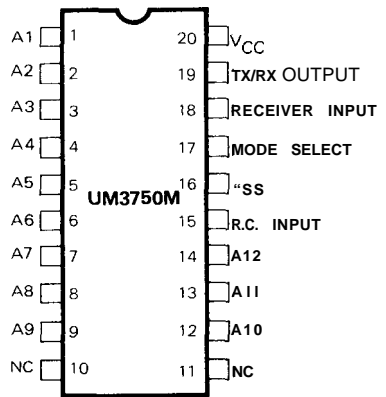 A1 1 20 VCC
A2 2 19 TX/RX OUTPUT
A3 3 18 RECEIVER INPUT
A4 4 17 MODE SELECT
A5 5 16 “SS
UM3750M
A6 6 15 R.C. INPUT
A7 7 14 A12
A8 8 13 AII
A9 9 12 A10
NC 10 11 NC